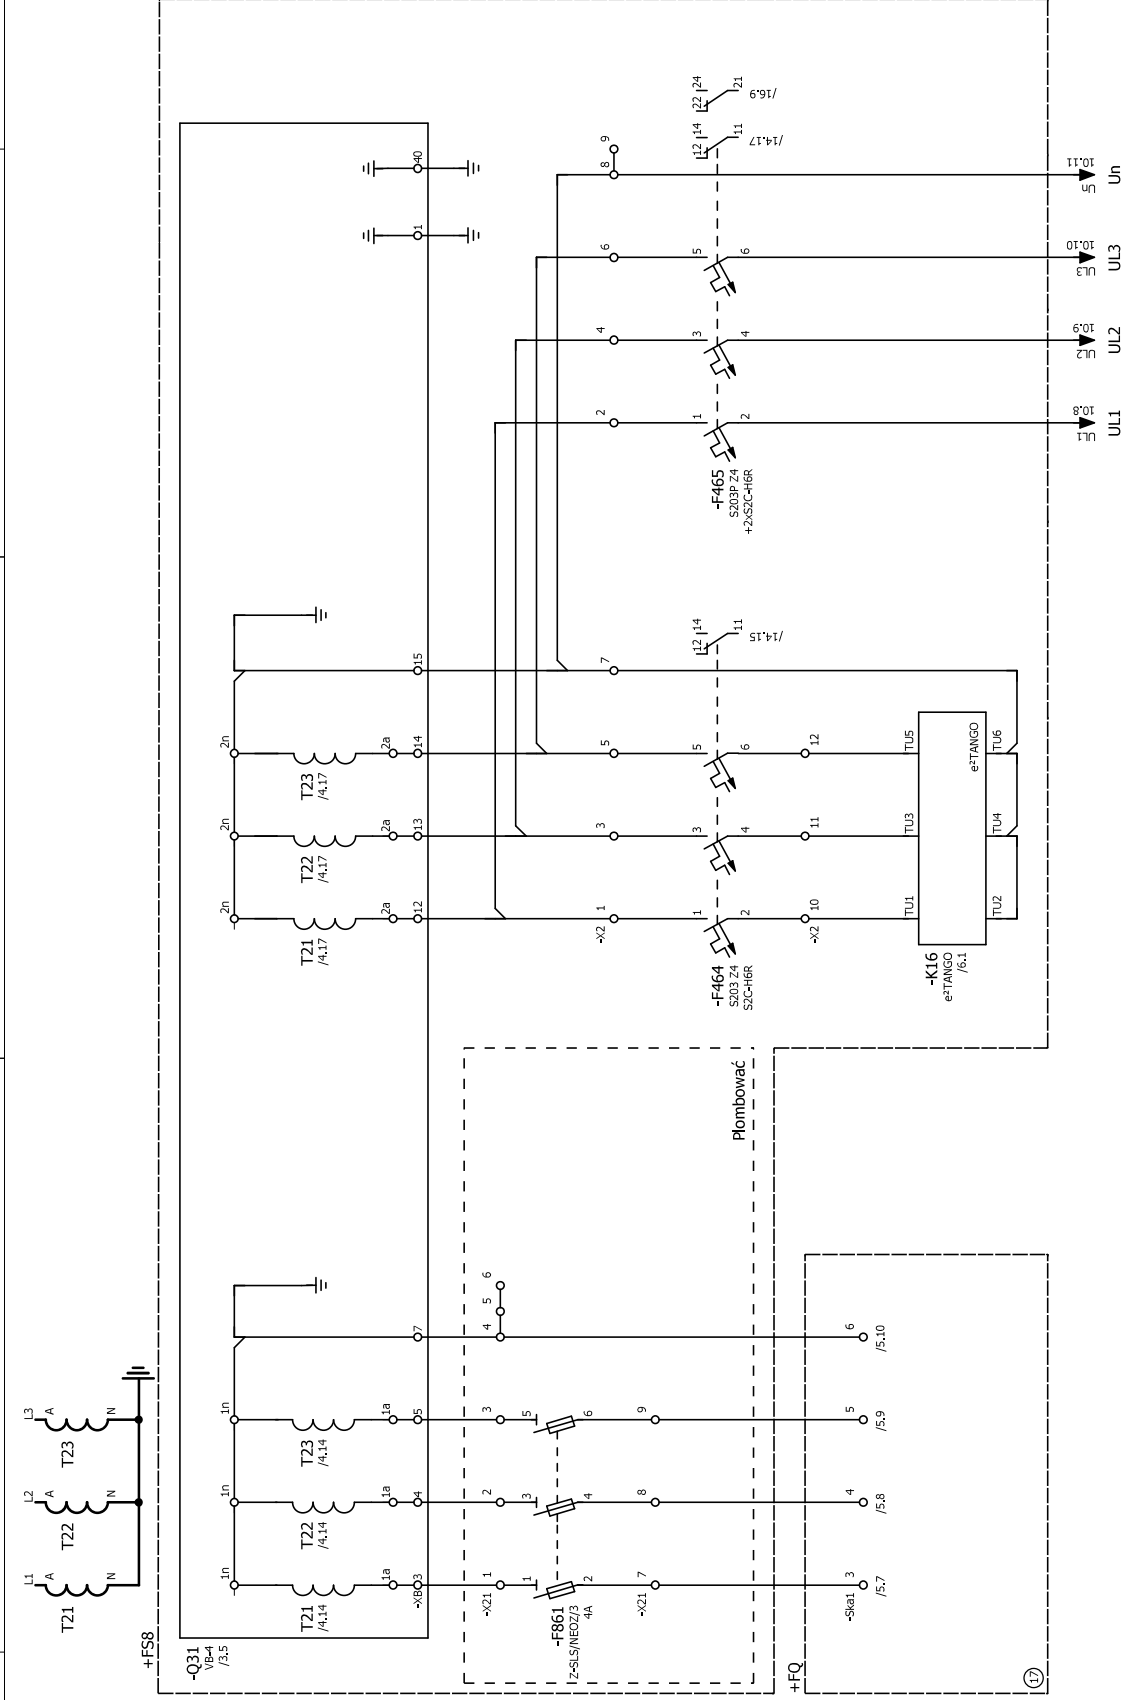 L1
A
N
T21
L2
A
N
T22
L3
A
N
T23
+FS8
-Q31
VB-4
/3.5
1n
T21
/4.14
1a
-XB
3
1n
T22
/4.14
1a
4
1n
T23
/4.14
1a
5
7
2n
T21
/4.17
2a
12
2n
T22
/4.17
2a
13
2n
T23
/4.17
2a
14
15
1
40
-X21
1
2
3
4
5
6
-F861
Z-SLS/NEOZ/3
4A
1
2
3
4
5
6
-X21
7
8
9
Plombować
+FQ
-Ska1
3
/5.7
4
/5.8
5
/5.9
6
/5.10
17
-X2
1
3
5
7
2
4
6
8
9
-F464
S203 Z4
S2C-H6R
1
2
3
4
5
6
12
14
11
/14.15
-X2
10
11
12
-K16
e²TANGO
/6.1
TU1
TU2
TU3
TU4
TU5
TU6
e²TANGO
-F465
S203P Z4
+2xS2C-H6R
1
2
3
4
5
6
12
14
11
/14.17
22
24
21
/16.9
UL1
10.8
UL1
UL2
10.9
UL2
UL3
10.10
UL3
Un
10.11
Un